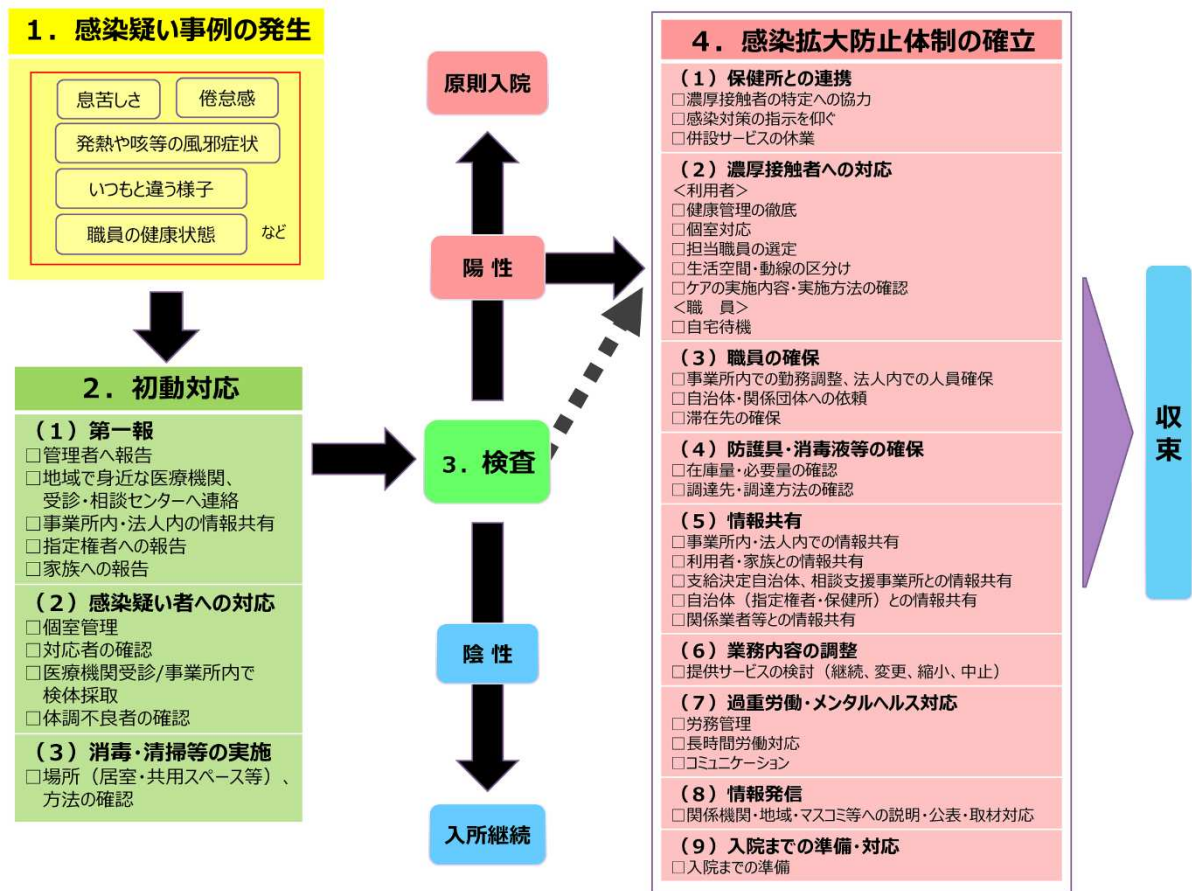 1．感染疑い事例の発生
息苦しさ
倦怠感
発熱や咳等の風邪症状
いつもと違う様子
職員の健康状態
など
2．初動対応
（1）第一報
□管理者へ報告
□地域で身近な医療機関、
受診・相談センターへ連絡
□事業所内・法人内の情報共有
□指定権者への報告
□家族への報告
（2）感染疑い者への対応
□個室管理
□対応者の確認
□医療機関受診/事業所内で
検体採取
□体調不良者の確認
（3）消毒・清掃等の実施
□場所（居室・共用スペース等）、
方法の確認
3．検査
陽 性
原則入院
陰 性
入所継続
4．感染拡大防止体制の確立
（1）保健所との連携
□濃厚接触者の特定への協力
□感染対策の指示を仰ぐ
□併設サービスの休業
（2）濃厚接触者への対応
＜利用者＞
□健康管理の徹底
□個室対応
□担当職員の選定
□生活空間・動線の区分け
□ケアの実施内容・実施方法の確認
＜職　員＞
□自宅待機
（3）職員の確保
□事業所内での勤務調整、法人内での人員確保
□自治体・関係団体への依頼
□滞在先の確保
（4）防護具・消毒液等の確保
□在庫量・必要量の確認
□調達先・調達方法の確認
（5）情報共有
□事業所内・法人内での情報共有
□利用者・家族との情報共有
□支給決定自治体、相談支援事業所との情報共有
□自治体（指定権者・保健所）との情報共有
□関係業者等との情報共有
（6）業務内容の調整
□提供サービスの検討（継続、変更、縮小、中止）
（7）過重労働・メンタルヘルス対応
□労務管理
□長時間労働対応
□コミュニケーション
（8）情報発信
□関係機関・地域・マスコミ等への説明・公表・取材対応
（9）入院までの準備・対応
□入院までの準備
収束